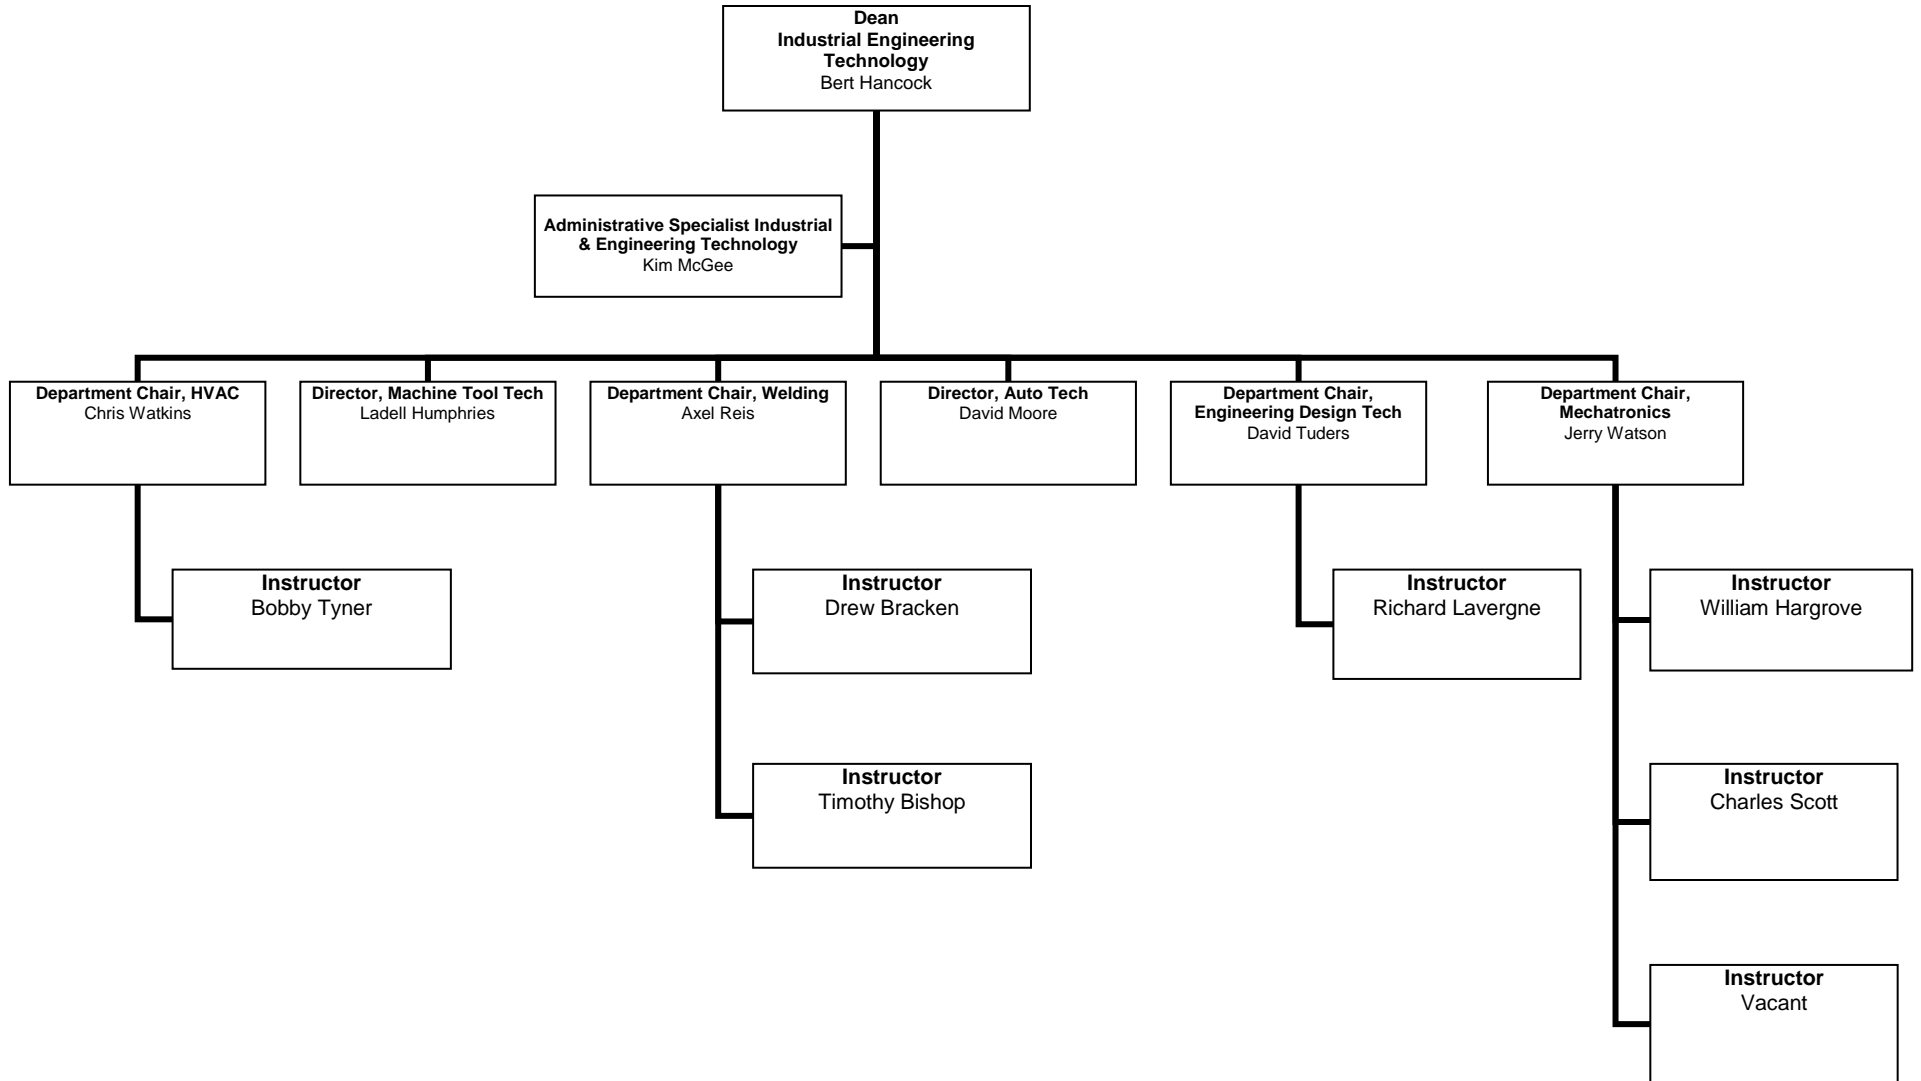 Dean
Industrial Engineering
Technology
Bert Hancock
Administrative Specialist Industrial
& Engineering Technology
Kim McGee
Department Chair, HVAC
Chris Watkins
Director, Machine Tool Tech
Ladell Humphries
Department Chair, Welding
Axel Reis
Director, Auto Tech
David Moore
Department Chair,
Engineering Design Tech
David Tuders
Department Chair,
Mechatronics
Jerry Watson
Instructor
Bobby Tyner
Instructor
Drew Bracken
Instructor
Richard Lavergne
Instructor
William Hargrove
Instructor
Timothy Bishop
Instructor
Charles Scott
Instructor
Vacant